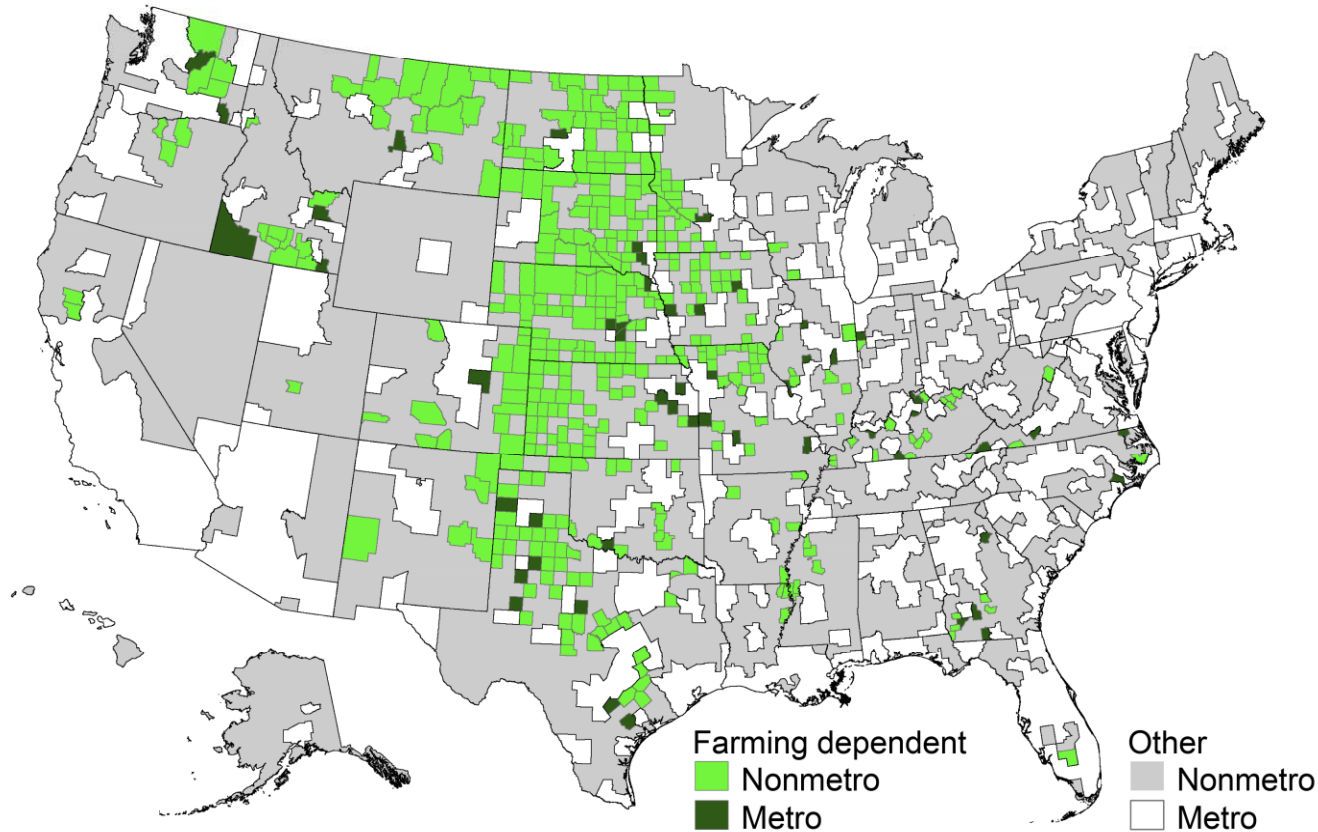 Farming dependent
Nonmetro
Metro
Other
Nonmetro
Metro